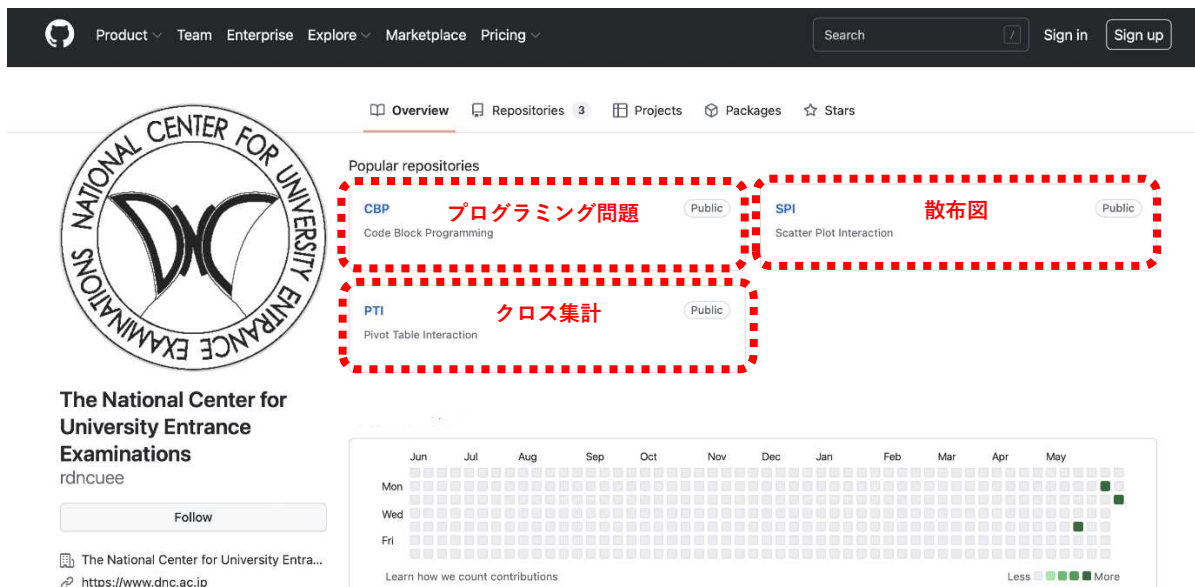 Product Team Enterprise Explore Marketplace Pricing Search / Sign in Sign up
Overview Repositories 3 Projects Packages Stars
NATIONAL CENTER FOR UNIVERSITY ENTRANCE EXAMINATIONS
Popular repositories
CBP プログラミング問題 Public
Code Block Programming
SPI 散布図 Public
Scatter Plot Interaction
PTI クロス集計 Public
Pivot Table Interaction
The National Center for
University Entrance
Examinations
rdncuee
Follow
The National Center for University Entra...
https://www.dnc.ac.jp
Jun Jul Aug Sep Oct Nov Dec Jan Feb Mar Apr May
Mon
Wed
Fri
Learn how we count contributions
Less More